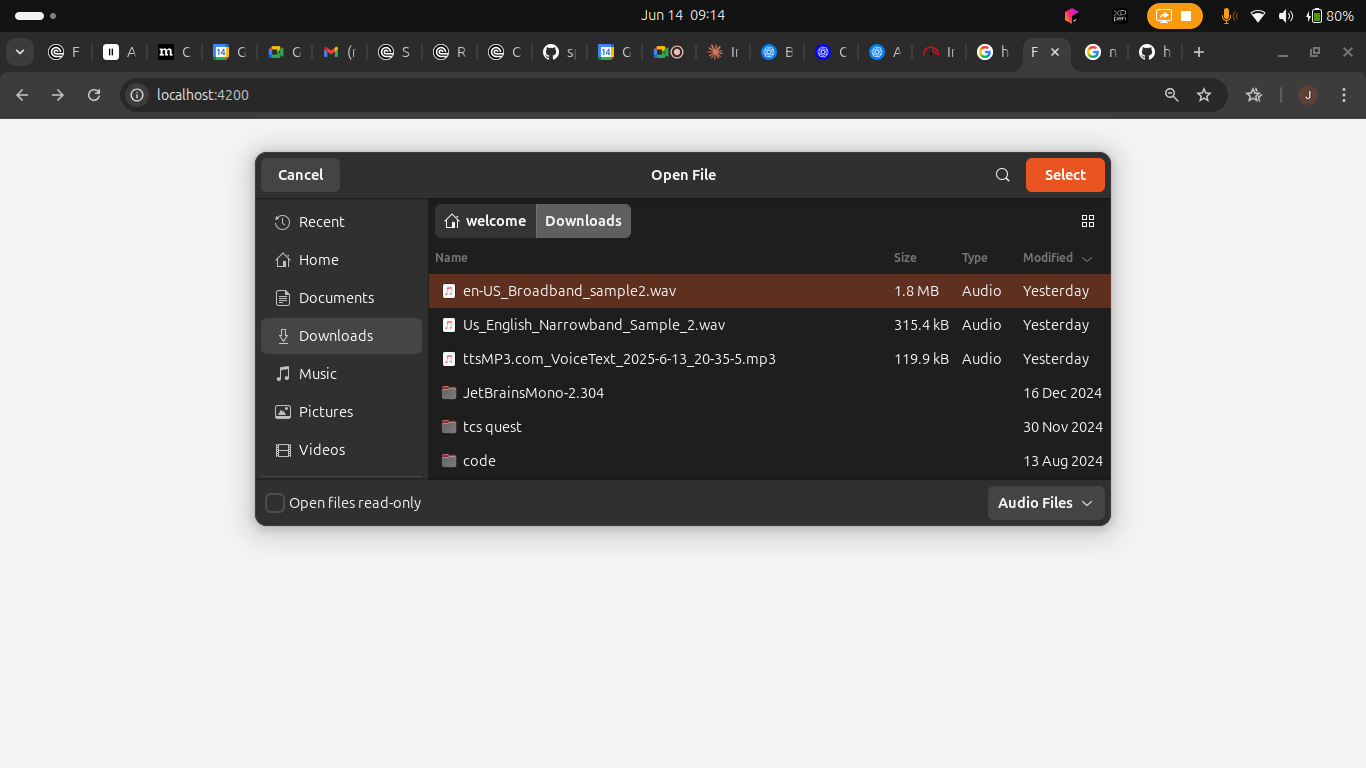 Jun 14 09:14
80%
F A C G G (r S R C sp G Ir B C A Ir h F n h
localhost:4200
J
Cancel Open File Select
Recent
Home
Documents
Downloads
Music
Pictures
Videos
welcome Downloads
Name Size Type Modified
en-US_Broadband_sample2.wav 1.8 MB Audio Yesterday
Us_English_Narrowband_Sample_2.wav 315.4 kB Audio Yesterday
ttsMP3.com_VoiceText_2025-6-13_20-35-5.mp3 119.9 kB Audio Yesterday
JetBrainsMono-2.304 16 Dec 2024
tcs quest 30 Nov 2024
code 13 Aug 2024
Open files read-only Audio Files